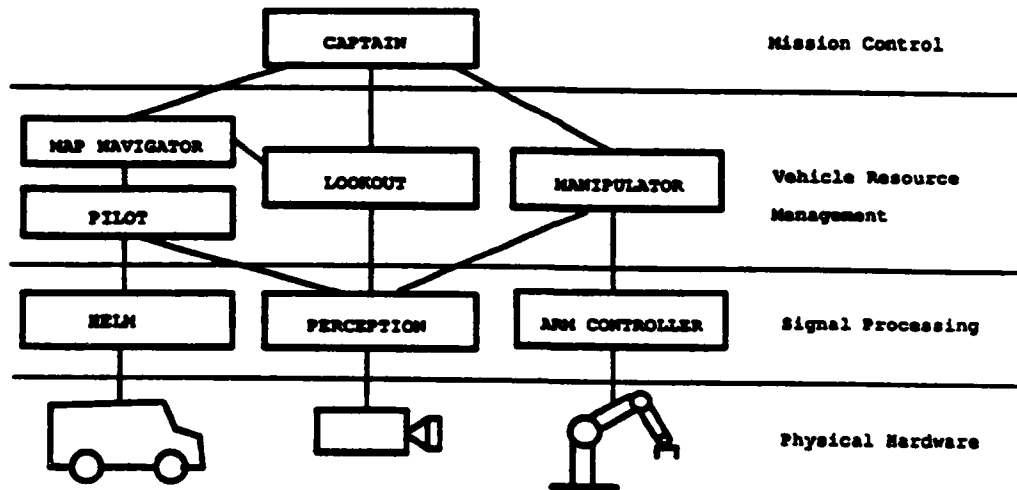 CAPTAIN
Mission Control
MAP NAVIGATOR
LOOKOUT
MANIPULATOR
Vehicle Resource
Management
PILOT
HELM
PERCEPTION
ARM CONTROLLER
Signal Processing
Physical Hardware